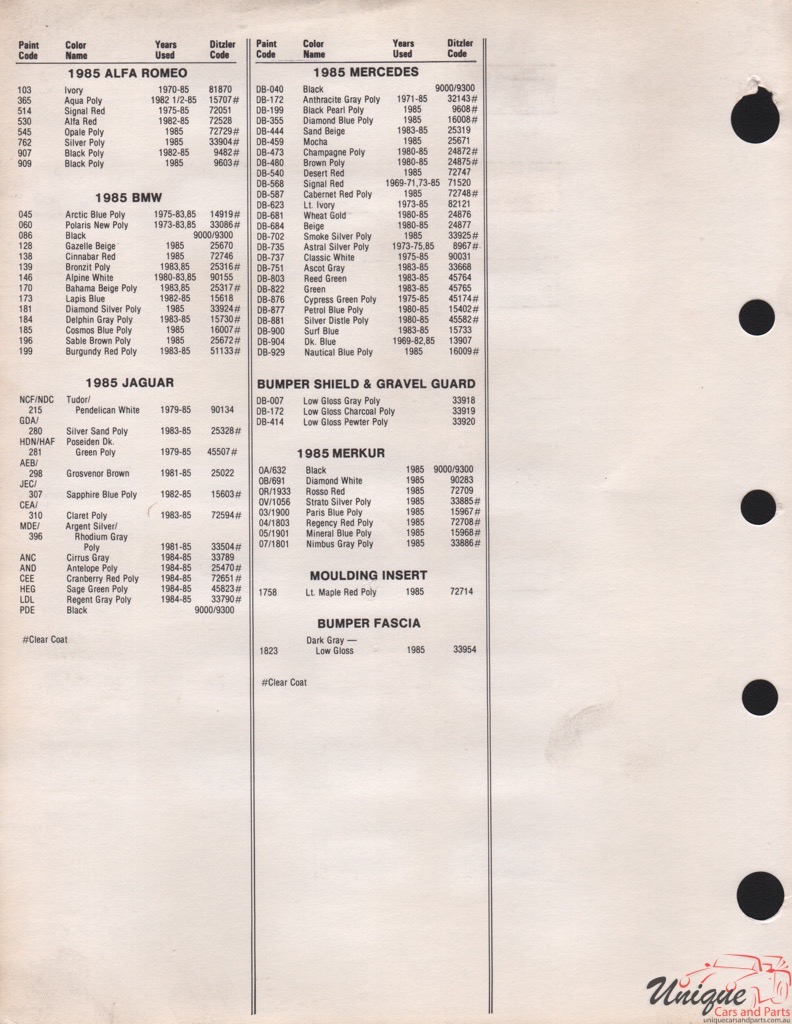 Paint Color Years Ditzler
Code Name Used Code
1985 ALFA ROMEO
103 Ivory 1970-85 81870
365 Aqua Poly 1982 1/2-85 15707#
514 Signal Red 1975-85 72051
530 Alfa Red 1982-85 72528
545 Opale Poly 1985 72729#
762 Silver Poly 1985 33904#
907 Black Poly 1982-85 9482#
909 Black Poly 1985 9603#
1985 BMW
045 Arctic Blue Poly 1975-83,85 14919#
060 Polaris New Poly 1973-83,85 33086#
086 Black 9000/9300
128 Gazelle Beige 1985 25670
138 Cinnabar Red 1985 72746
139 Bronzit Poly 1983,85 25316#
146 Alpine White 1980-83,85 90155
170 Bahama Beige Poly 1983,85 25317#
173 Lapis Blue 1982-85 15618
181 Diamond Silver Poly 1985 33924#
184 Delphin Gray Poly 1983-85 15730#
185 Cosmos Blue Poly 1985 16007#
196 Sable Brown Poly 1985 25672#
199 Burgundy Red Poly 1983-85 51133#
1985 JAGUAR
NCF/NDC Tudor/
215 Pendelican White 1979-85 90134
GDA/
280 Silver Sand Poly 1983-85 25328#
HDN/HAF Poseiden Dk.
281 Green Poly 1979-85 45507#
AEB/
298 Grosvenor Brown 1981-85 25022
JEC/
307 Sapphire Blue Poly 1982-85 15603#
CEA/
310 Claret Poly 1983-85 72594#
MDE/ Argent Silver/
396 Rhodium Gray
Poly 1981-85 33504#
ANC Cirrus Gray 1984-85 33789
AND Antelope Poly 1984-85 25470#
CEE Cranberry Red Poly 1984-85 72651#
HEG Sage Green Poly 1984-85 45823#
LDL Regent Gray Poly 1984-85 33790#
PDE Black 9000/9300
#Clear Coat
Paint Color Years Ditzler
Code Name Used Code
1985 MERCEDES
DB-040 Black 9000/9300
DB-172 Anthracite Gray Poly 1971-85 32143#
DB-199 Black Pearl Poly 1985 9608#
DB-355 Diamond Blue Poly 1985 16008#
DB-444 Sand Beige 1983-85 25319
DB-459 Mocha 1985 25671
DB-473 Champagne Poly 1980-85 24872#
DB-480 Brown Poly 1980-85 24875#
DB-540 Desert Red 1985 72747
DB-568 Signal Red 1969-71,73-85 71520
DB-587 Cabernet Red Poly 1985 72748#
DB-623 Lt. Ivory 1973-85 82121
DB-681 Wheat Gold 1980-85 24876
DB-684 Beige 1980-85 24877
DB-702 Smoke Silver Poly 1985 33925#
DB-735 Astral Silver Poly 1973-75,85 8967#
DB-737 Classic White 1975-85 90031
DB-751 Ascot Gray 1983-85 33668
DB-803 Reed Green 1983-85 45764
DB-822 Green 1983-85 45765
DB-876 Cypress Green Poly 1975-85 45174#
DB-877 Petrol Blue Poly 1980-85 15402#
DB-881 Silver Distle Poly 1980-85 45582#
DB-900 Surf Blue 1983-85 15733
DB-904 Dk. Blue 1969-82,85 13907
DB-929 Nautical Blue Poly 1985 16009#
BUMPER SHIELD & GRAVEL GUARD
DB-007 Low Gloss Gray Poly 33918
DB-172 Low Gloss Charcoal Poly 33919
DB-414 Low Gloss Pewter Poly 33920
1985 MERKUR
0A/632 Black 1985 9000/9300
0B/691 Diamond White 1985 90283
0R/1933 Rosso Red 1985 72709
0V/1056 Strato Silver Poly 1985 33885#
03/1900 Paris Blue Poly 1985 15967#
04/1803 Regency Red Poly 1985 72708#
05/1901 Mineral Blue Poly 1985 15968#
07/1801 Nimbus Gray Poly 1985 33886#
MOULDING INSERT
1758 Lt. Maple Red Poly 1985 72714
BUMPER FASCIA
Dark Gray —
1823 Low Gloss 1985 33954
#Clear Coat
Unique
Cars and Parts
uniquecarsandparts.com.au